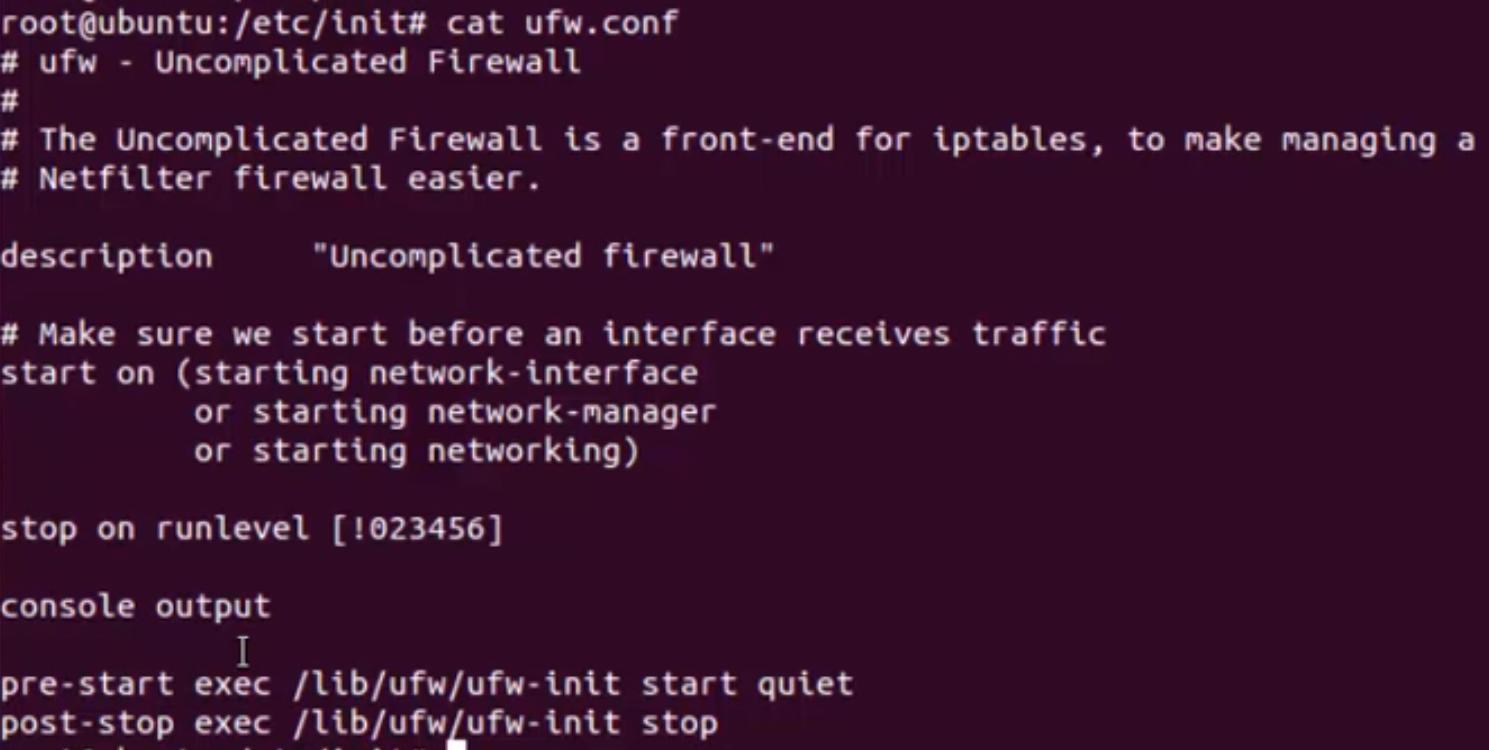 root@ubuntu:/etc/init# cat ufw.conf
# ufw - Uncomplicated Firewall
#
# The Uncomplicated Firewall is a front-end for iptables, to make managing a
# Netfilter firewall easier.
description     "Uncomplicated firewall"
# Make sure we start before an interface receives traffic
start on (starting network-interface
          or starting network-manager
          or starting networking)
stop on runlevel [!023456]
console output
pre-start exec /lib/ufw/ufw-init start quiet
post-stop exec /lib/ufw/ufw-init stop